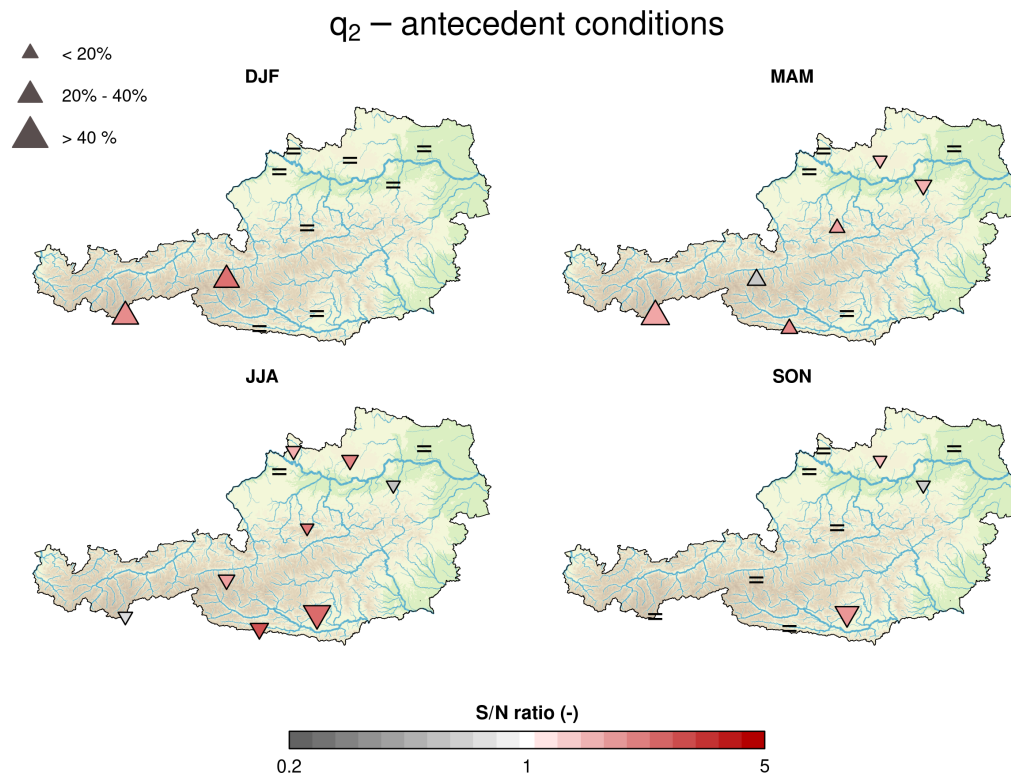 q₂ – antecedent conditions
< 20%
20% - 40%
> 40 %
DJF
MAM
JJA
SON
S/N ratio (-)
0.2
1
5